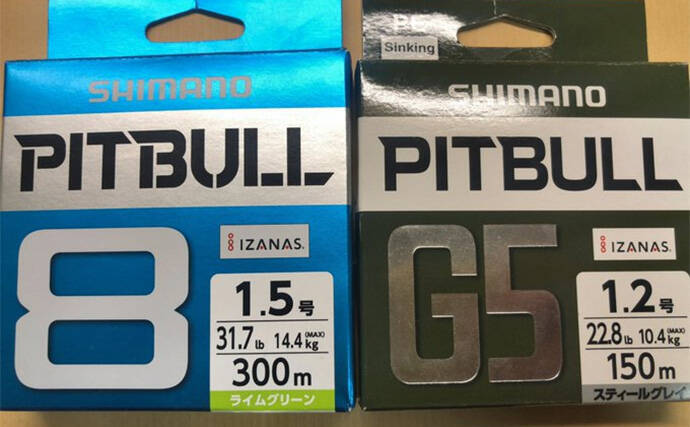 SHIMANO
PITBULL
8
IZANAS®
1.5号
31.7lb 14.4kg (MAX)
300m
ライムグリーン
PE
Sinking
SHIMANO
PITBULL
G5
IZANAS®
1.2号
22.8lb 10.4kg (MAX)
150m
スティールグレイ